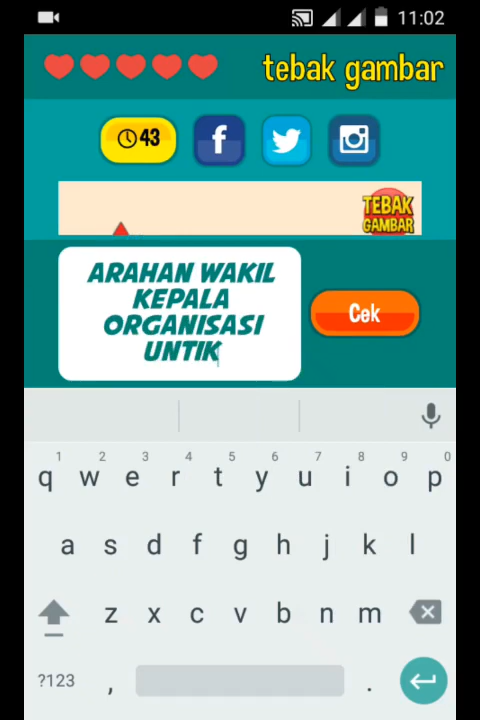 11:02
tebak gambar
43
TEBAK
GAMBAR
ARAHAN WAKIL
KEPALA
ORGANISASI
UNTIK
Cek
1 2 3 4 5 6 7 8 9 0
q w e r t y u i o p
a s d f g h j k l
z x c v b n m
?123 , .